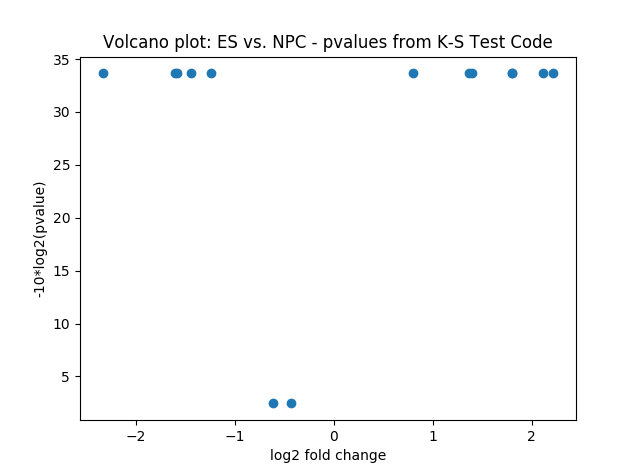 Volcano plot: ES vs. NPC - pvalues from K-S Test Code
35
30
25
20
15
10
5
-10*log2(pvalue)
−2 −1 0 1 2
log2 fold change